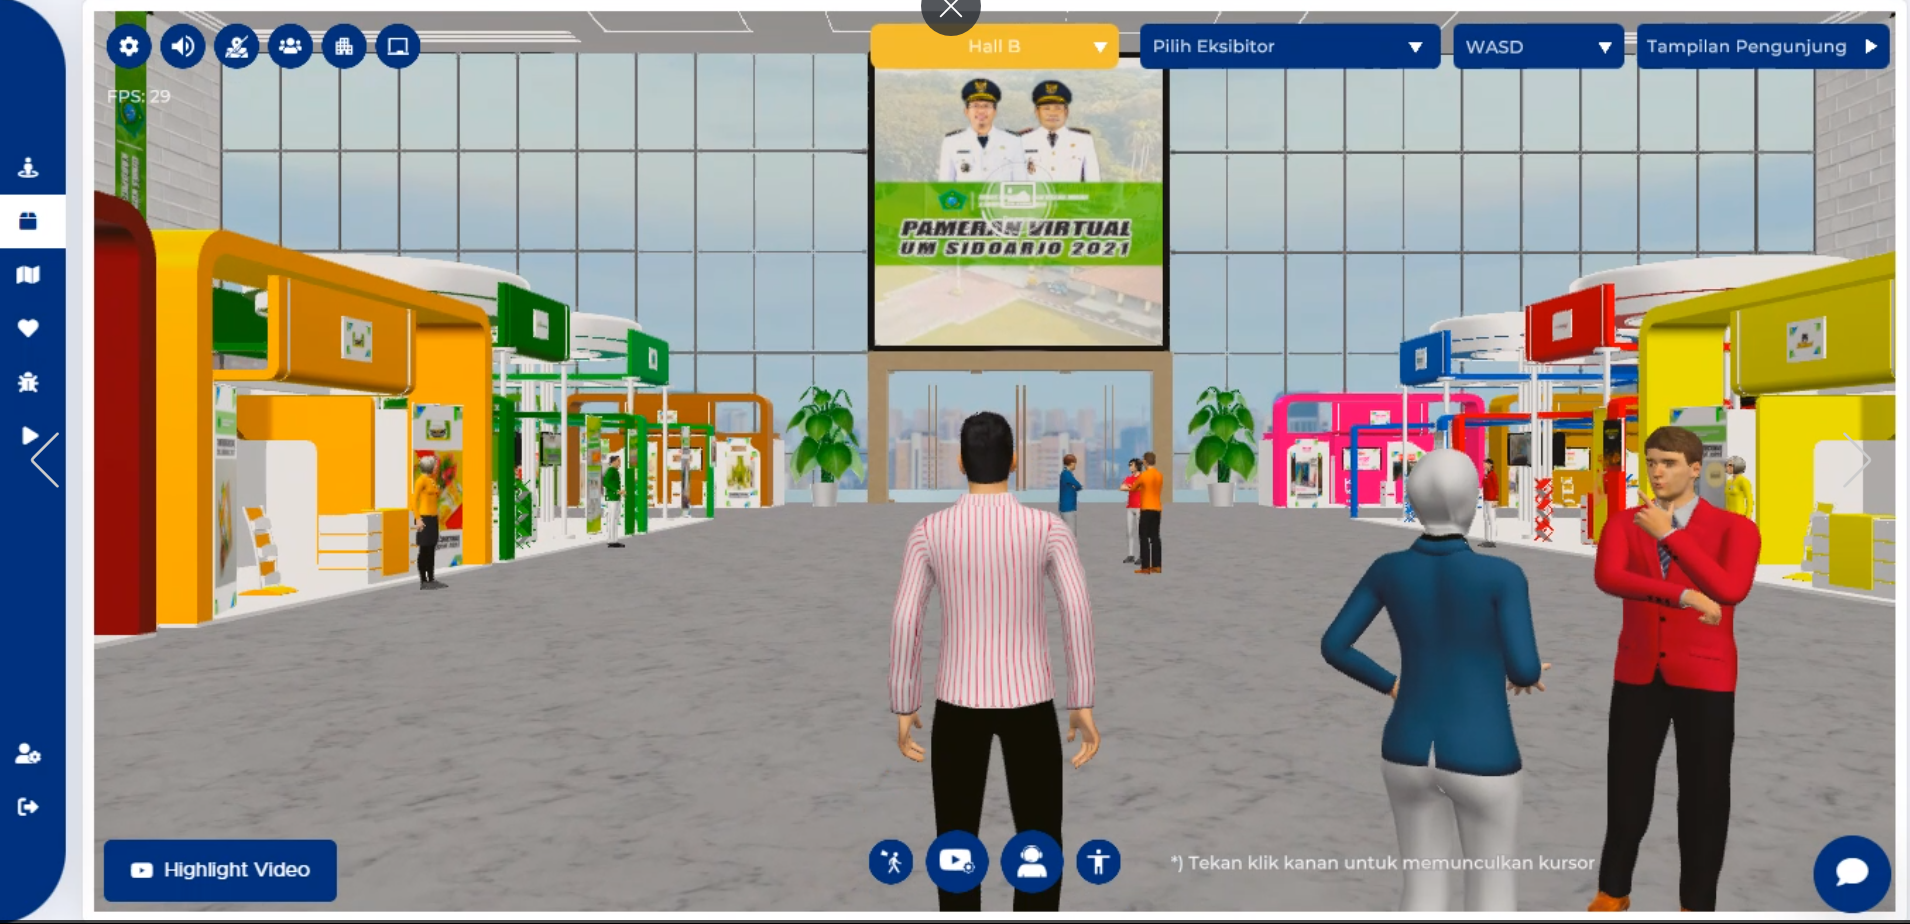 Hall B
Pilih Eksibitor
WASD
Tampilan Pengunjung
FPS: 29
PAMERAN VIRTUAL
UM SIDOARJO 2021
Highlight Video
*) Tekan klik kanan untuk memunculkan kursor